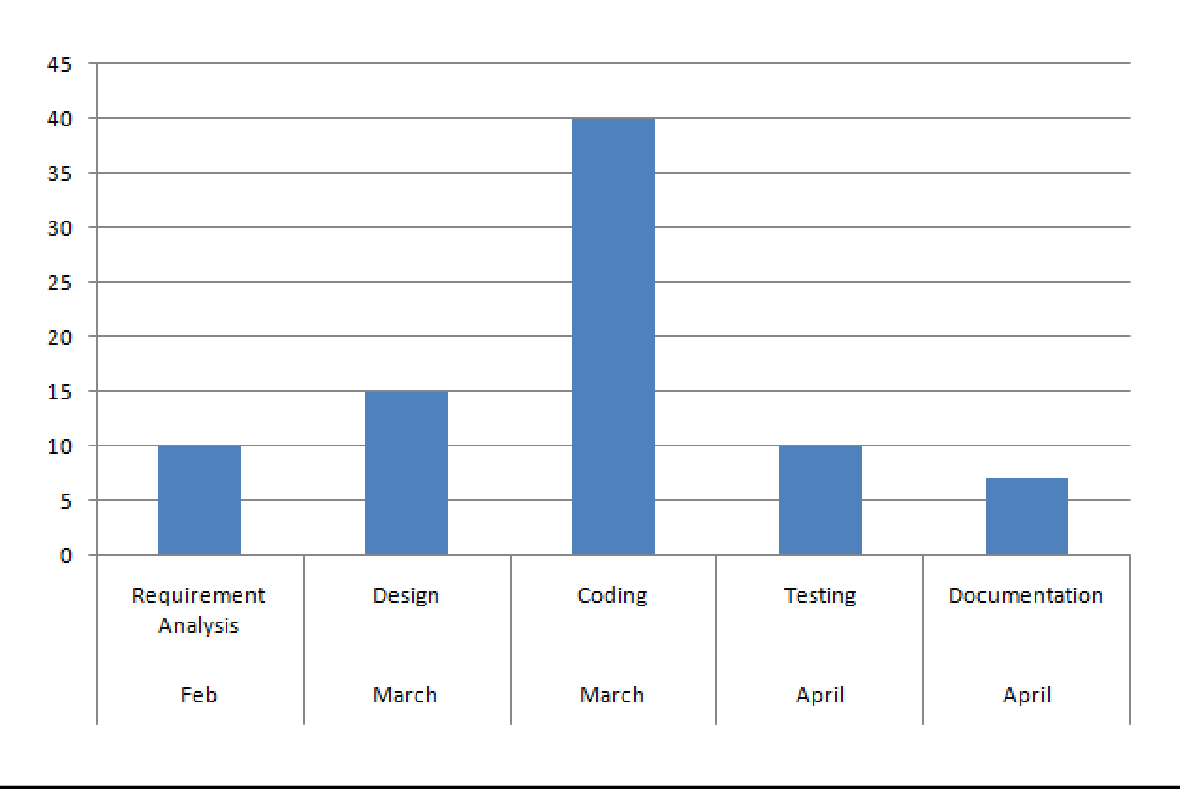 45
40
35
30
25
20
15
10
5
0
Requirement
Analysis
Design
Coding
Testing
Documentation
Feb
March
March
April
April